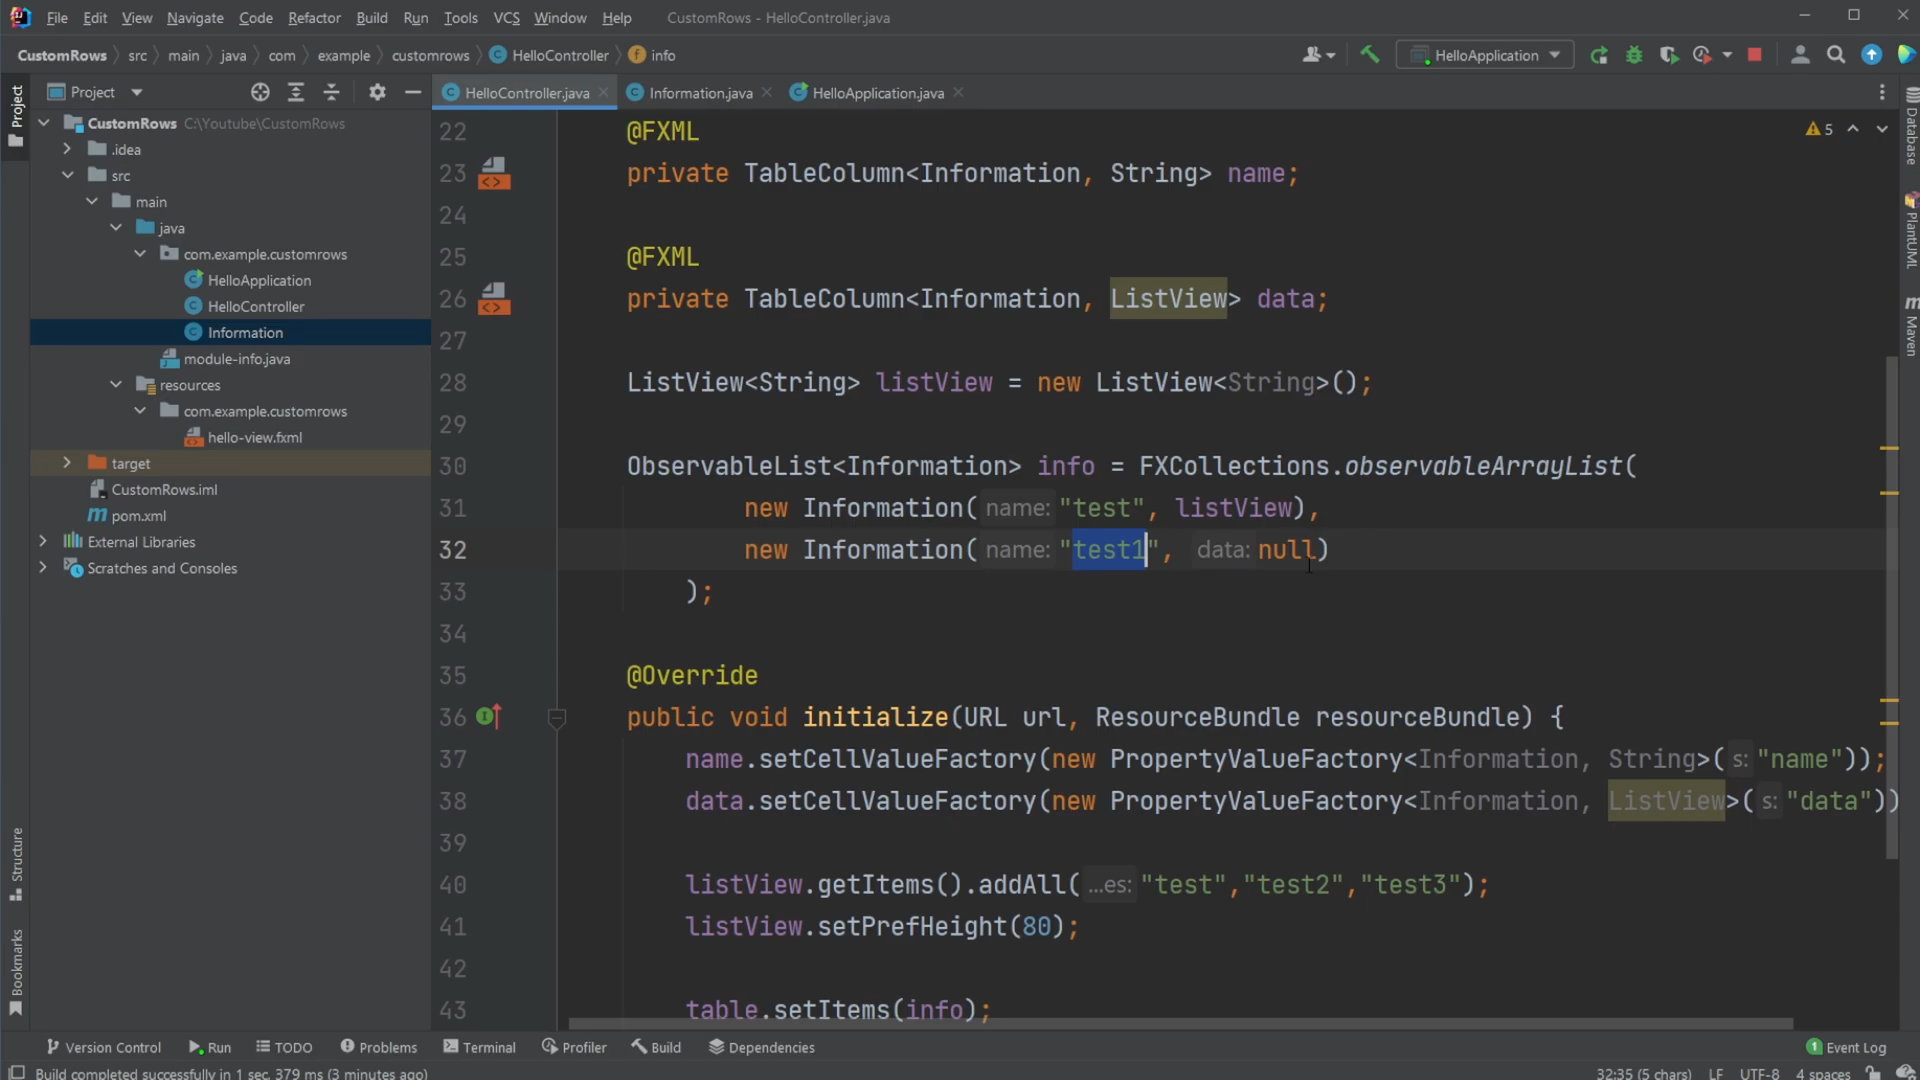 File Edit View Navigate Code Refactor Build Run Tools VCS Window Help CustomRows - HelloController.java
CustomRows src main java com example customrows HelloController info HelloApplication
Project
HelloController.java Information.java HelloApplication.java
Project
CustomRows C:\Youtube\CustomRows
.idea
src
main
java
com.example.customrows
HelloApplication
HelloController
Information
module-info.java
resources
com.example.customrows
hello-view.fxml
target
CustomRows.iml
pom.xml
External Libraries
Scratches and Consoles
Structure
Bookmarks
5
22 @FXML
23 private TableColumn<Information, String> name;
24
25 @FXML
26 private TableColumn<Information, ListView> data;
27
28 ListView<String> listView = new ListView<String>();
29
30 ObservableList<Information> info = FXCollections.observableArrayList(
31 new Information( name: "test", listView),
32 new Information( name: "test1", data: null)
33 );
34
35 @Override
36 public void initialize(URL url, ResourceBundle resourceBundle) {
37 name.setCellValueFactory(new PropertyValueFactory<Information, String>( s: "name"));
38 data.setCellValueFactory(new PropertyValueFactory<Information, ListView>( s: "data"))
39
40 listView.getItems().addAll( ...es: "test","test2","test3");
41 listView.setPrefHeight(80);
42
43 table.setItems(info);
Database
PlantUML
m Maven
Version Control Run TODO Problems Terminal Profiler Build Dependencies 1 Event Log
Build completed successfully in 1 sec, 379 ms (3 minutes ago) 32:35 (5 chars) LF UTF-8 4 spaces